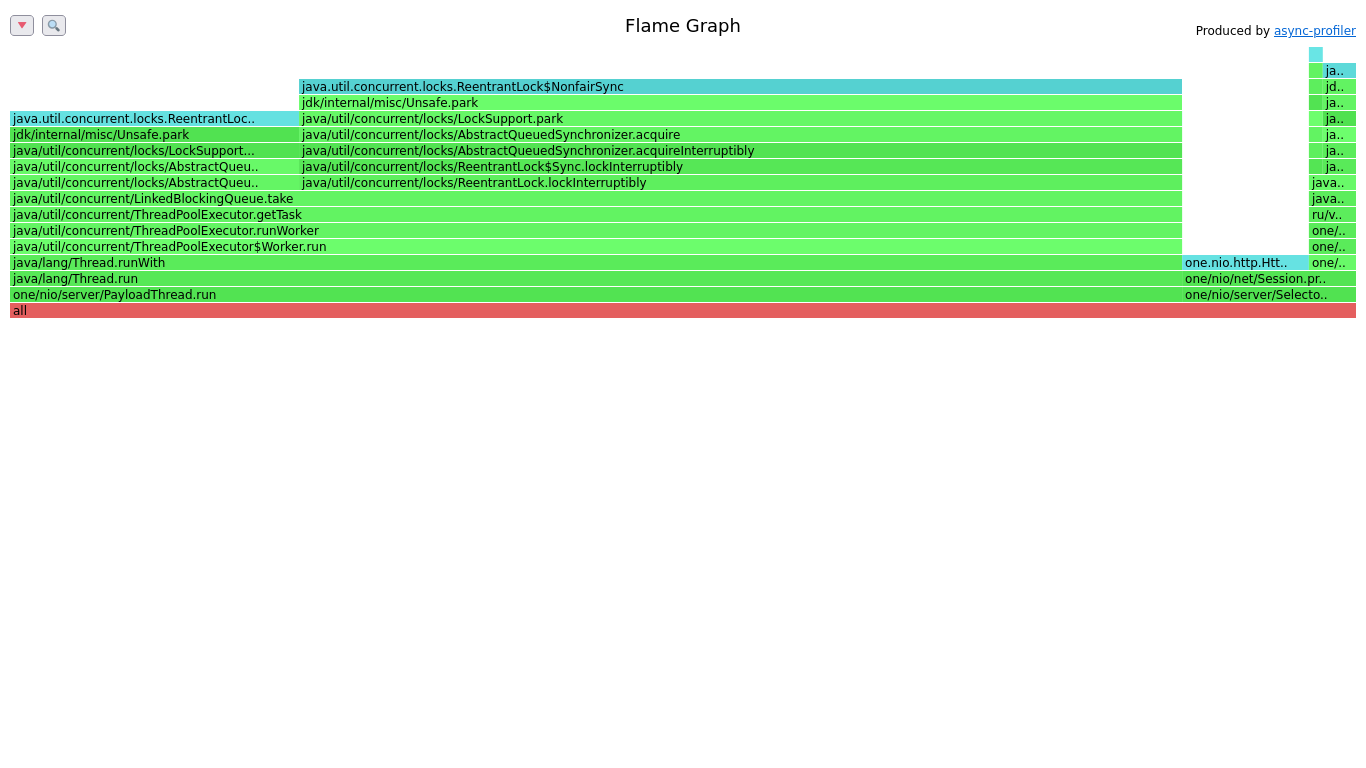 Flame Graph
Produced by async-profiler
ja..
java.util.concurrent.locks.ReentrantLock$NonfairSync jd..
jdk/internal/misc/Unsafe.park ja..
java.util.concurrent.locks.ReentrantLoc.. java/util/concurrent/locks/LockSupport.park ja..
jdk/internal/misc/Unsafe.park java/util/concurrent/locks/AbstractQueuedSynchronizer.acquire ja..
java/util/concurrent/locks/LockSupport... java/util/concurrent/locks/AbstractQueuedSynchronizer.acquireInterruptibly ja..
java/util/concurrent/locks/AbstractQueu.. java/util/concurrent/locks/ReentrantLock$Sync.lockInterruptibly ja..
java/util/concurrent/locks/AbstractQueu.. java/util/concurrent/locks/ReentrantLock.lockInterruptibly java..
java/util/concurrent/LinkedBlockingQueue.take java..
java/util/concurrent/ThreadPoolExecutor.getTask ru/v..
java/util/concurrent/ThreadPoolExecutor.runWorker one/..
java/util/concurrent/ThreadPoolExecutor$Worker.run one/..
java/lang/Thread.runWith one.nio.http.Htt.. one/..
java/lang/Thread.run one/nio/net/Session.pr..
one/nio/server/PayloadThread.run one/nio/server/Selecto..
all